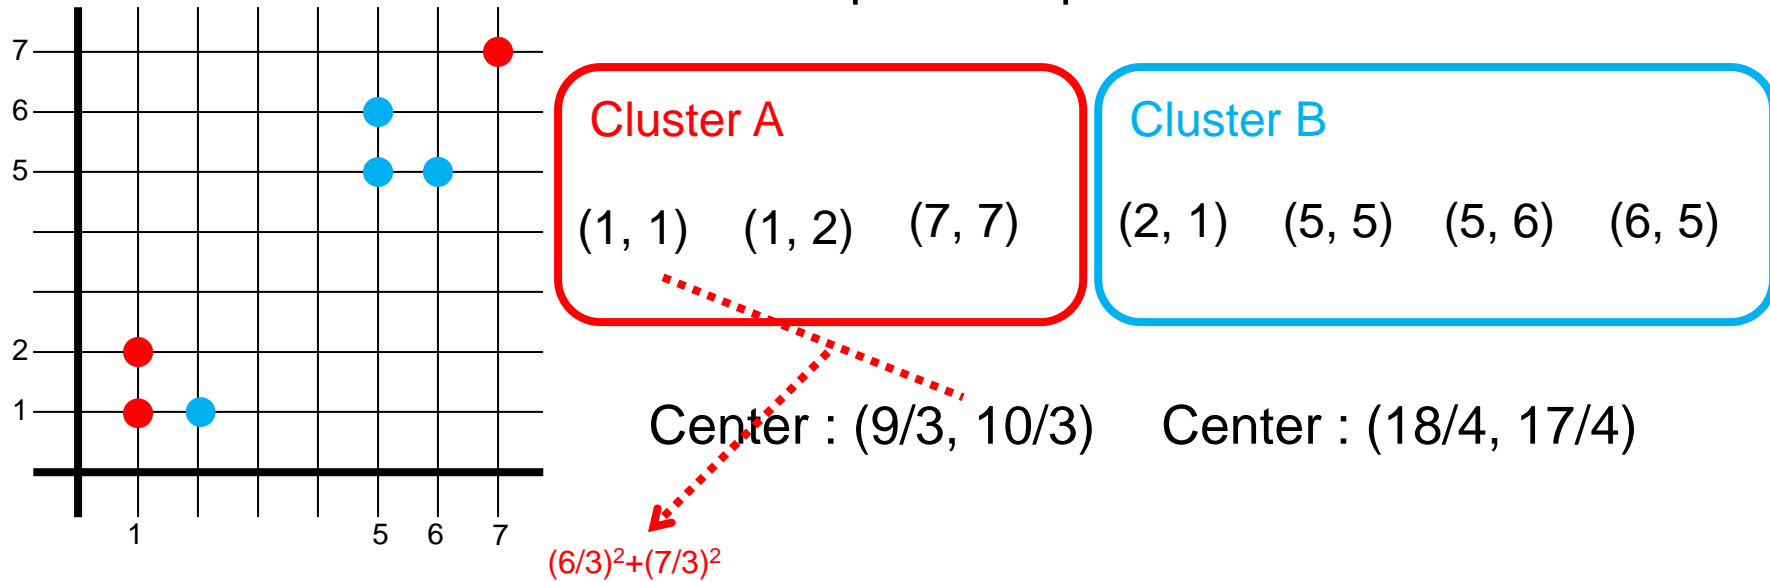 7
6
5
2
1
1 5 6 7
Cluster A
(1, 1) (1, 2) (7, 7)
Cluster B
(2, 1) (5, 5) (5, 6) (6, 5)
Center : (9/3, 10/3)
Center : (18/4, 17/4)
(6/3)²+(7/3)²